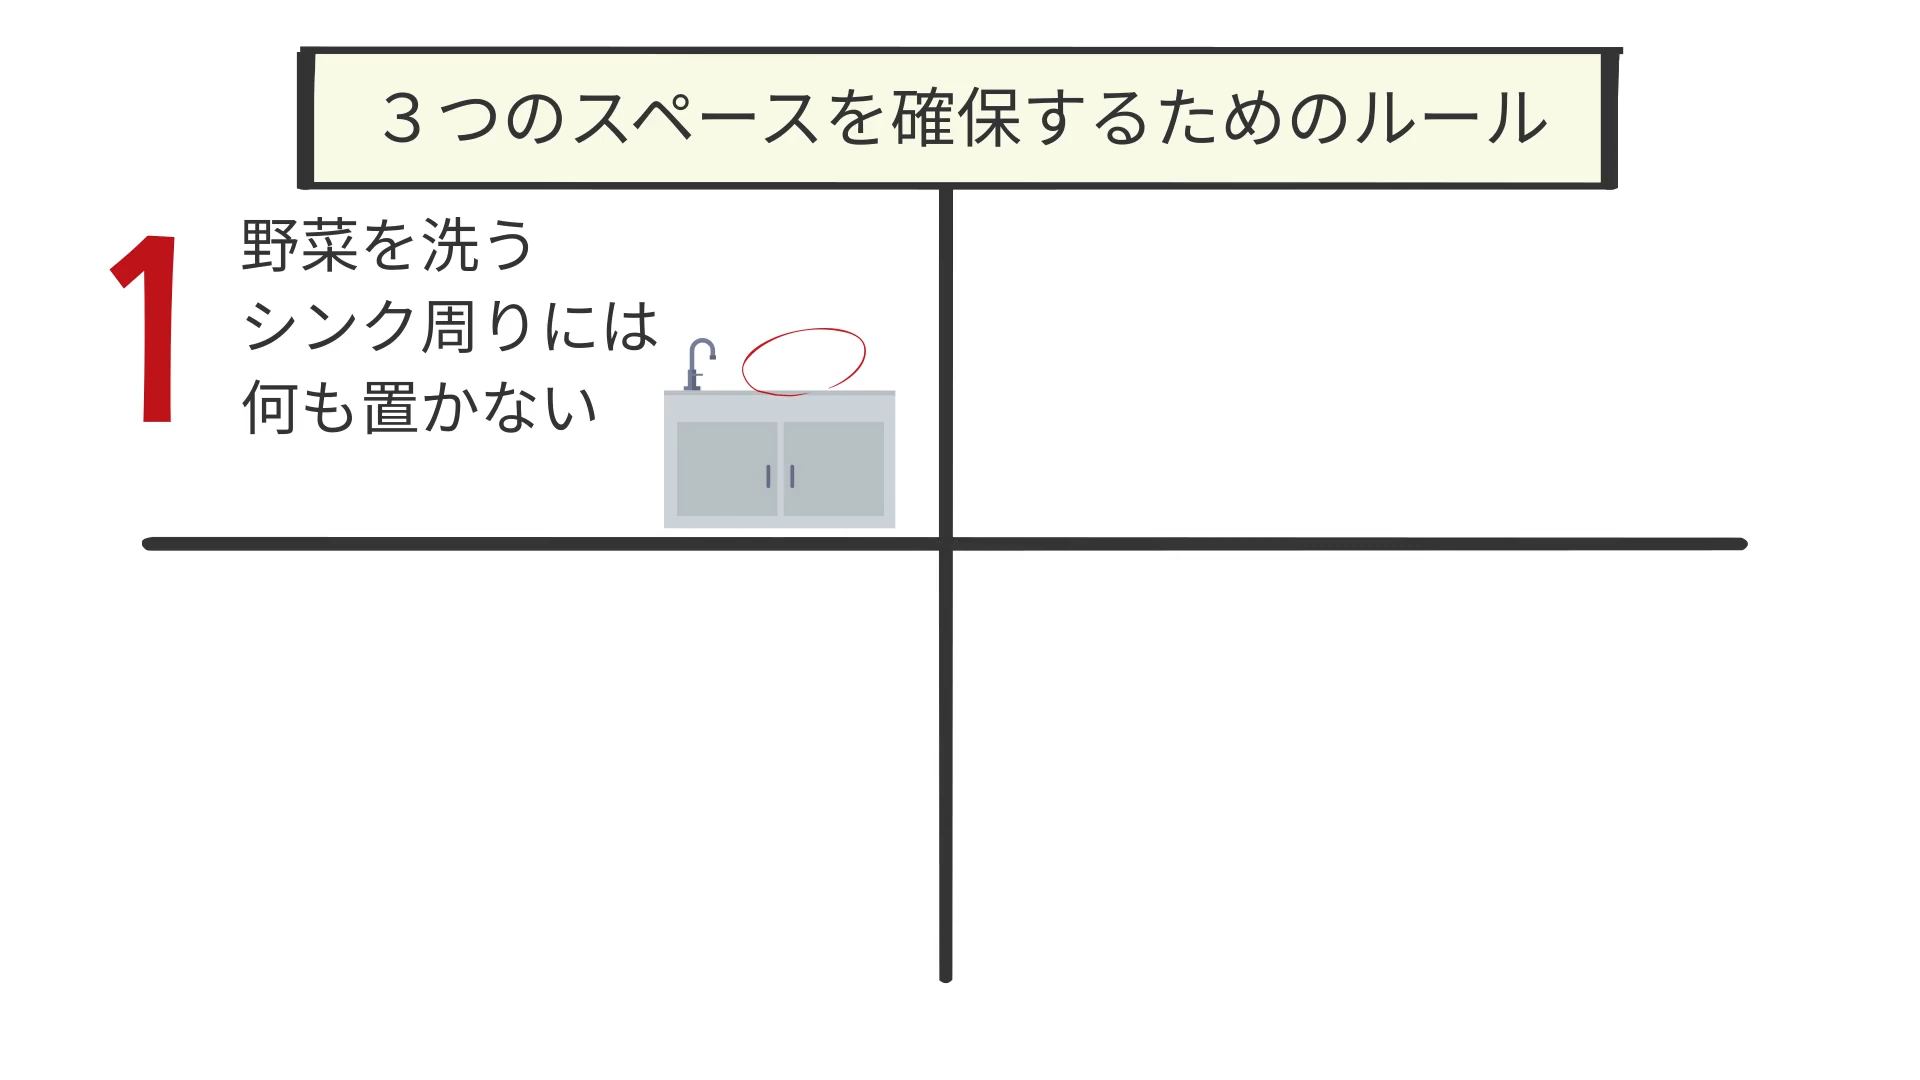 ３つのスペースを確保するためのルール
1
野菜を洗う
シンク周りには
何も置かない